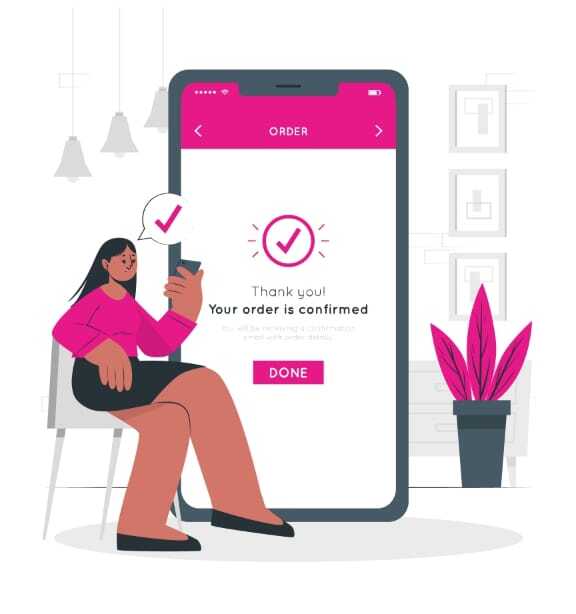 ORDER
Thank you!
Your order is confirmed
You will be receiving a confirmation
email with order details
DONE